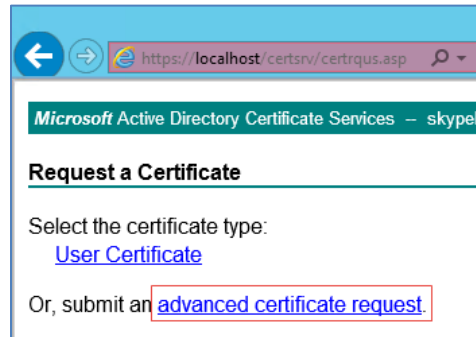 https://localhost/certsrv/certrqus.asp
Microsoft Active Directory Certificate Services -- 
Request a Certificate
Select the certificate type:
User Certificate
Or, submit an advanced certificate request.